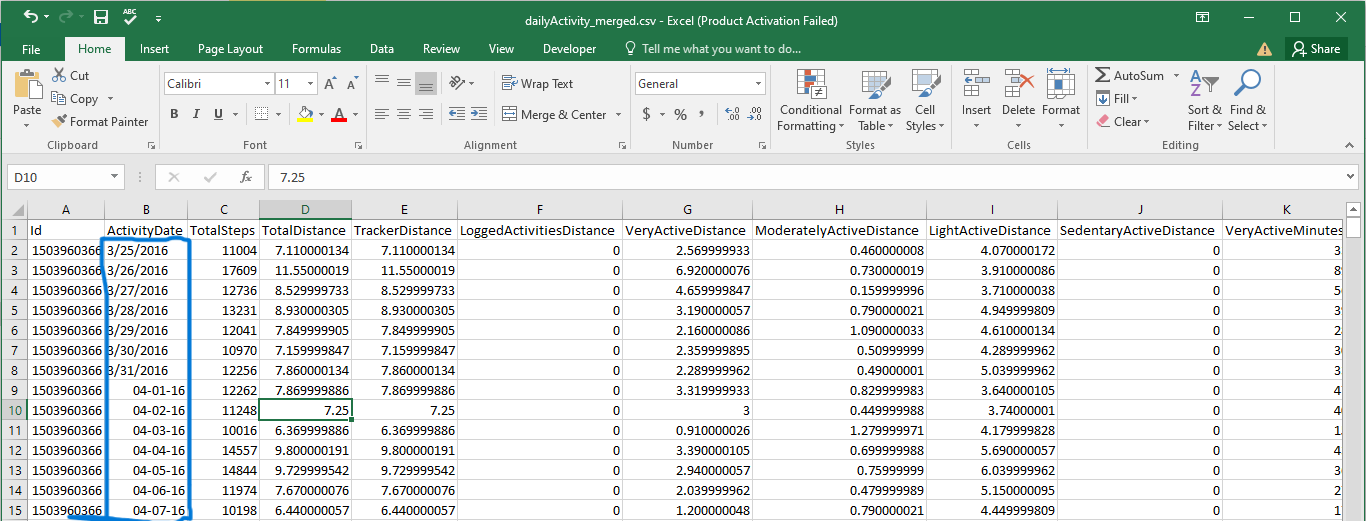 ABC
dailyActivity_merged.csv - Excel (Product Activation Failed)
File Home Insert Page Layout Formulas Data Review View Developer Tell me what you want to do... Share
Paste Cut Copy Format Painter Clipboard
Calibri 11 A A B I U A Font
Wrap Text Merge & Center Alignment
General $ % , .0 .00 .00 .0 Number
Conditional Formatting Format as Table Cell Styles Styles
Insert Delete Format Cells
AutoSum Fill Clear Sort & Filter Find & Select Editing
D10 fx 7.25
A B C D E F G H I J K
1 Id ActivityDate TotalSteps TotalDistance TrackerDistance LoggedActivitiesDistance VeryActiveDistance ModeratelyActiveDistance LightActiveDistance SedentaryActiveDistance VeryActiveMinutes
2 1503960366 3/25/2016 11004 7.110000134 7.110000134 0 2.569999933 0.460000008 4.070000172 0 3
3 1503960366 3/26/2016 17609 11.55000019 11.55000019 0 6.920000076 0.730000019 3.910000086 0 8
4 1503960366 3/27/2016 12736 8.529999733 8.529999733 0 4.659999847 0.159999996 3.710000038 0 5
5 1503960366 3/28/2016 13231 8.930000305 8.930000305 0 3.190000057 0.790000021 4.949999809 0 3
6 1503960366 3/29/2016 12041 7.849999905 7.849999905 0 2.160000086 1.090000033 4.610000134 0 2
7 1503960366 3/30/2016 10970 7.159999847 7.159999847 0 2.359999895 0.50999999 4.289999962 0 3
8 1503960366 3/31/2016 12256 7.860000134 7.860000134 0 2.289999962 0.49000001 5.039999962 0 3
9 1503960366 04-01-16 12262 7.869999886 7.869999886 0 3.319999933 0.829999983 3.640000105 0 4
10 1503960366 04-02-16 11248 7.25 7.25 0 3 0.449999988 3.74000001 0 4
11 1503960366 04-03-16 10016 6.369999886 6.369999886 0 0.910000026 1.279999971 4.179999828 0 1
12 1503960366 04-04-16 14557 9.800000191 9.800000191 0 3.390000105 0.699999988 5.690000057 0 4
13 1503960366 04-05-16 14844 9.729999542 9.729999542 0 2.940000057 0.75999999 6.039999962 0 3
14 1503960366 04-06-16 11974 7.670000076 7.670000076 0 2.039999962 0.479999989 5.150000095 0 2
15 1503960366 04-07-16 10198 6.440000057 6.440000057 0 1.200000048 0.790000021 4.449999809 0 1